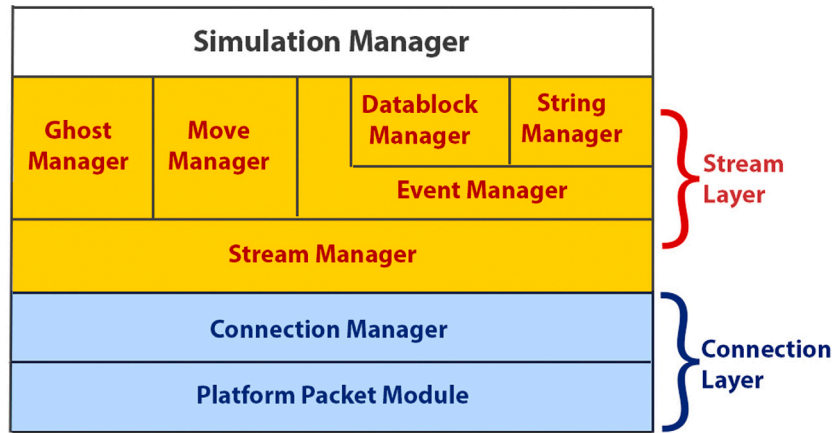 Simulation Manager
Ghost
Manager
Move
Manager
Datablock
Manager
String
Manager
Event Manager
Stream
Layer
Stream Manager
Connection Manager
Connection
Layer
Platform Packet Module